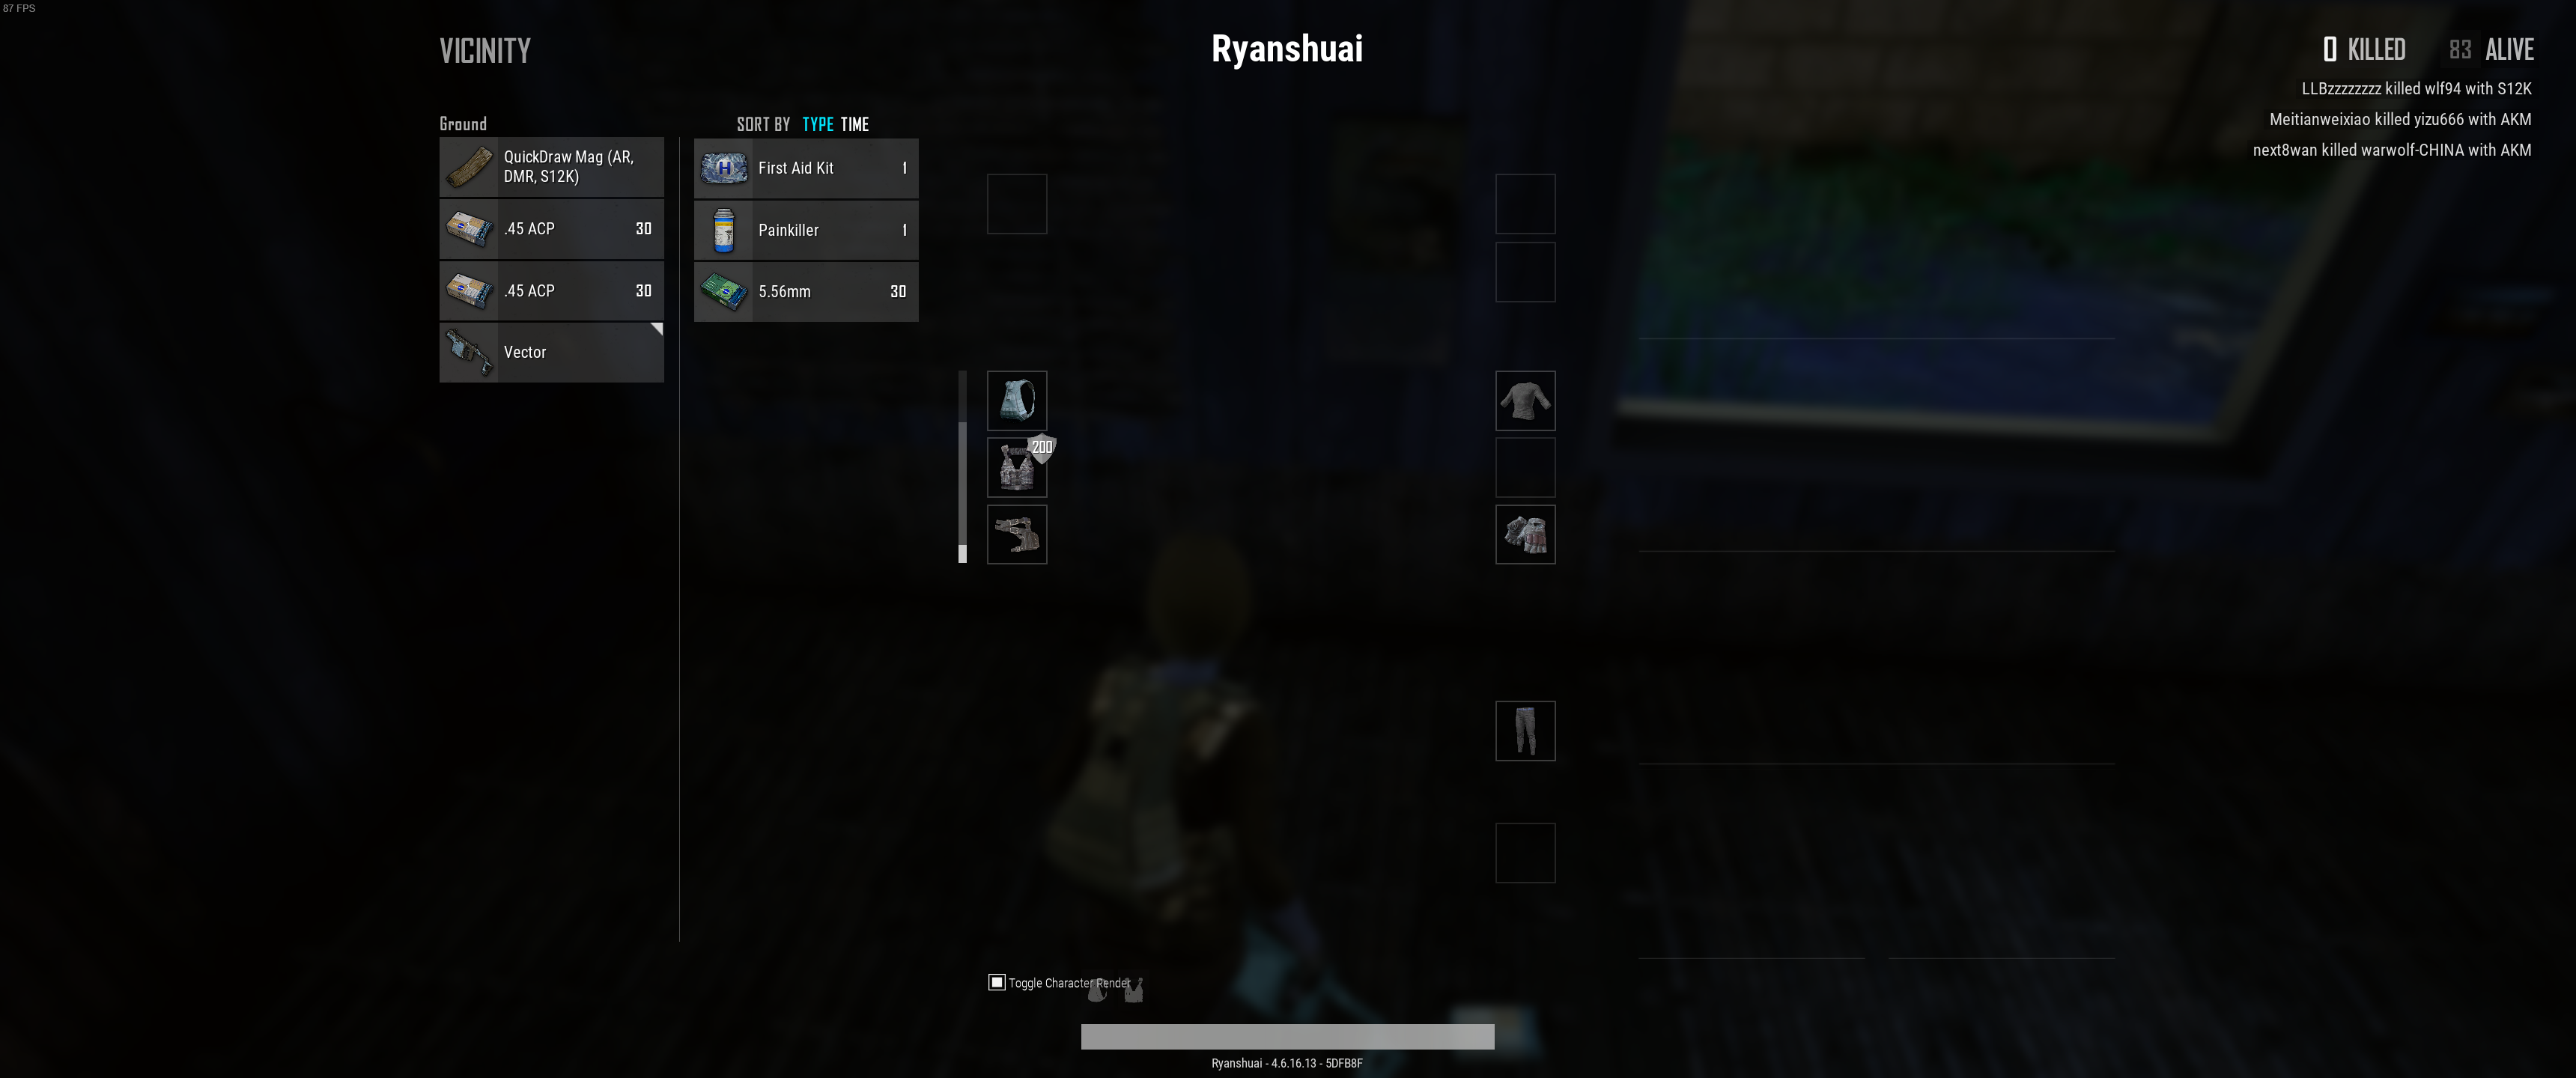 87 FPS
VICINITY
Ryanshuai
0 KILLED 83 ALIVE
LLBzzzzzzzz killed wlf94 with S12K
Meitianweixiao killed yizu666 with AKM
next8wan killed warwolf-CHINA with AKM
Ground
SORT BY TYPE TIME
QuickDraw Mag (AR,
DMR, S12K)
.45 ACP 30
.45 ACP 30
Vector
First Aid Kit 1
Painkiller 1
5.56mm 30
200
Toggle Character Render
Ryanshuai - 4.6.16.13 - 5DFB8F